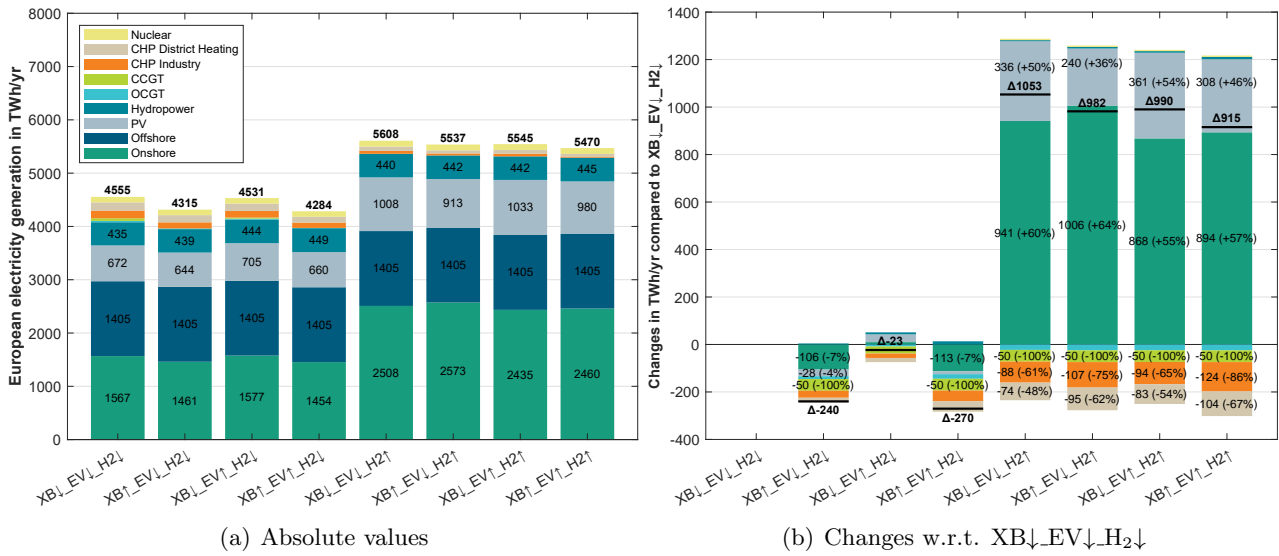 European electricity generation in TWh/yr
8000
7000
6000
5000
4000
3000
2000
1000
0
Nuclear
CHP District Heating
CHP Industry
CCGT
OCGT
Hydropower
PV
Offshore
Onshore
4555 4315 4531 4284 5608 5537 5545 5470
435 439 444 449 440 442 442 445
672 644 705 660 1008 913 1033 980
1405 1405 1405 1405 1405 1405 1405 1405
1567 1461 1577 1454 2508 2573 2435 2460
XB↓_EV↓_H2↓
XB↑_EV↓_H2↓
XB↓_EV↑_H2↓
XB↑_EV↑_H2↓
XB↓_EV↓_H2↑
XB↑_EV↓_H2↑
XB↓_EV↑_H2↑
XB↑_EV↑_H2↑
(a) Absolute values
Changes in TWh/yr compared to XB↓_EV↓_H2↓
1400
1200
1000
800
600
400
200
0
-200
-400
336 (+50%) 240 (+36%) 361 (+54%) 308 (+46%)
Δ1053 Δ982 Δ990 Δ915
941 (+60%) 1006 (+64%) 868 (+55%) 894 (+57%)
-106 (-7%) Δ-23 -113 (-7%) -50 (-100%) -50 (-100%) -50 (-100%) -50 (-100%)
-28 (-4%) -88 (-61%) -107 (-75%) -94 (-65%) -124 (-86%)
-50 (-100%) -50 (-100%) -74 (-48%) -95 (-62%) -83 (-54%) -104 (-67%)
Δ-240 Δ-270
XB↓_EV↓_H2↓
XB↑_EV↓_H2↓
XB↓_EV↑_H2↓
XB↑_EV↑_H2↓
XB↓_EV↓_H2↑
XB↑_EV↓_H2↑
XB↓_EV↑_H2↑
XB↑_EV↑_H2↑
(b) Changes w.r.t. XB↓_EV↓_H₂↓